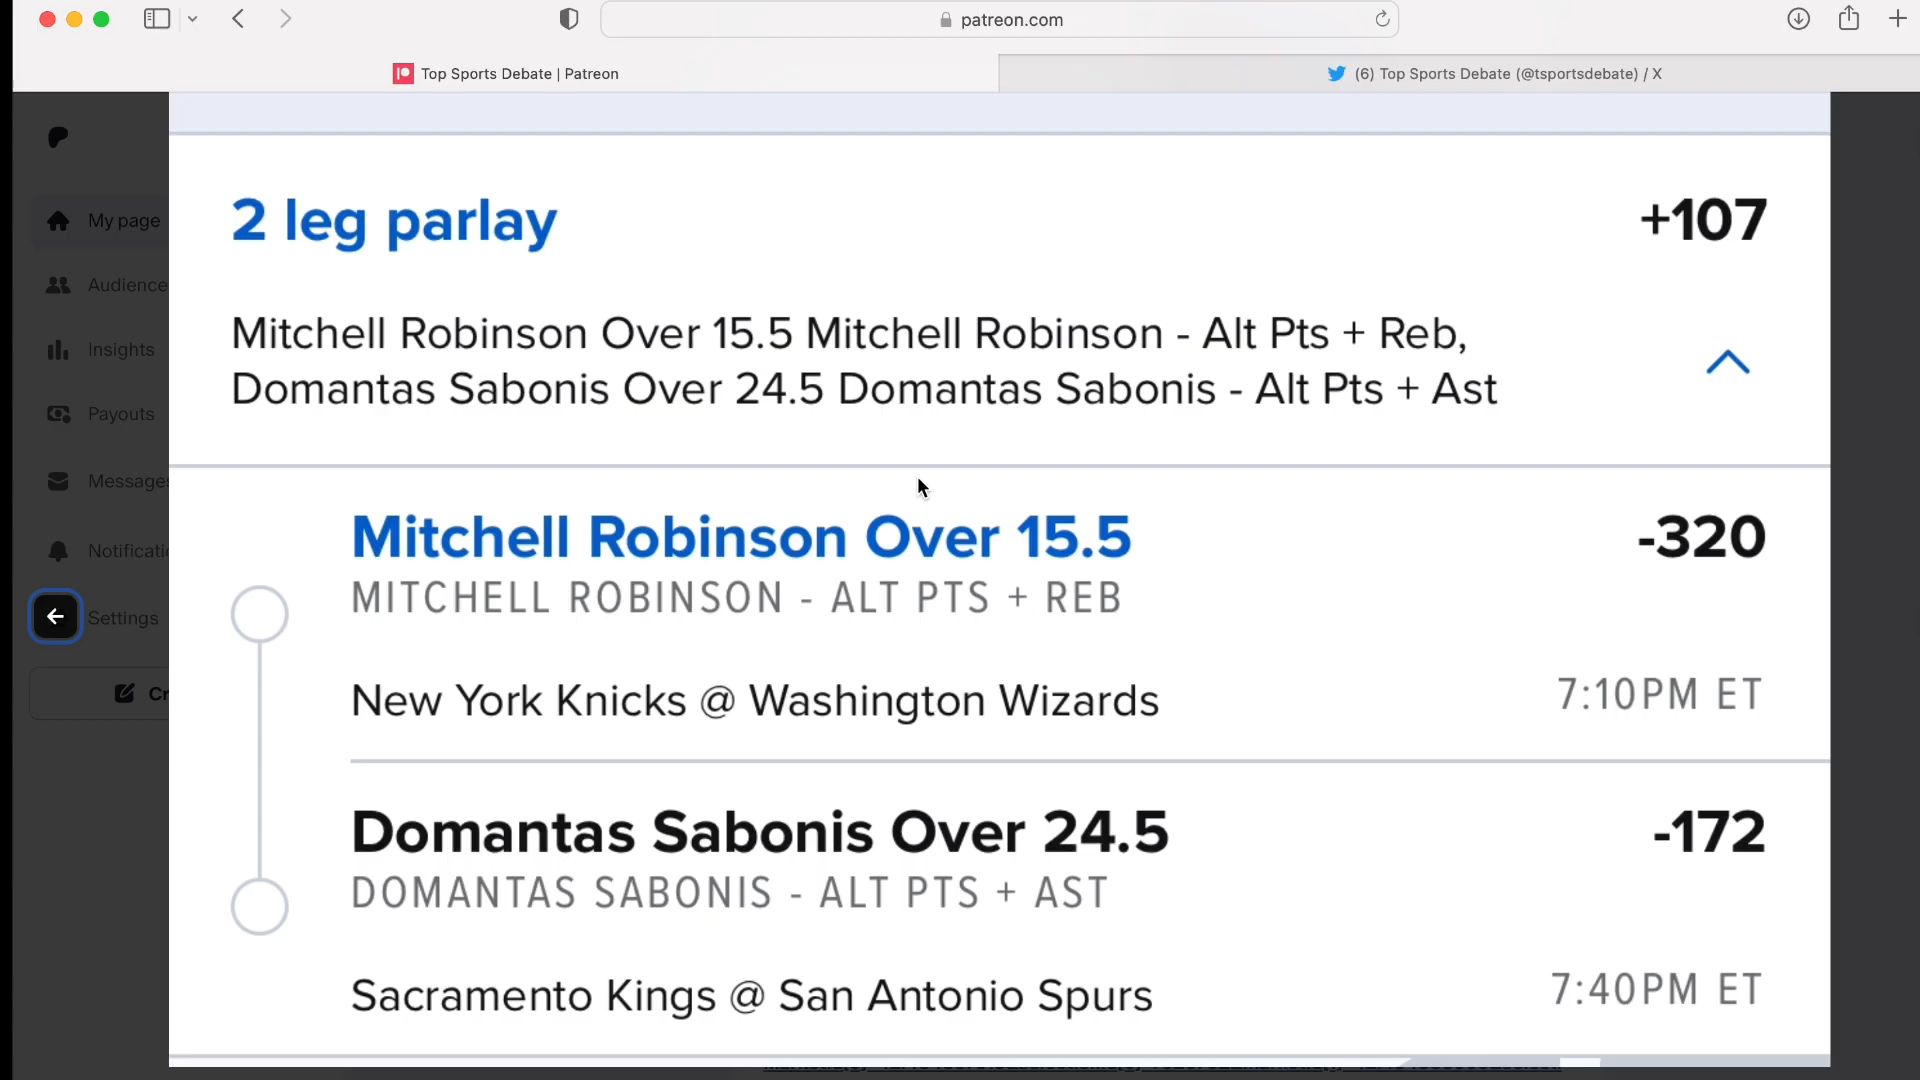 patreon.com
Top Sports Debate | Patreon
(6) Top Sports Debate (@tsportsdebate) / X
My page
Audience
Insights
Payouts
Message
Notificati
Settings
Cr
2 leg parlay
+107
Mitchell Robinson Over 15.5 Mitchell Robinson - Alt Pts + Reb,
Domantas Sabonis Over 24.5 Domantas Sabonis - Alt Pts + Ast
Mitchell Robinson Over 15.5
-320
MITCHELL ROBINSON - ALT PTS + REB
New York Knicks @ Washington Wizards
7:10PM ET
Domantas Sabonis Over 24.5
-172
DOMANTAS SABONIS - ALT PTS + AST
Sacramento Kings @ San Antonio Spurs
7:40PM ET